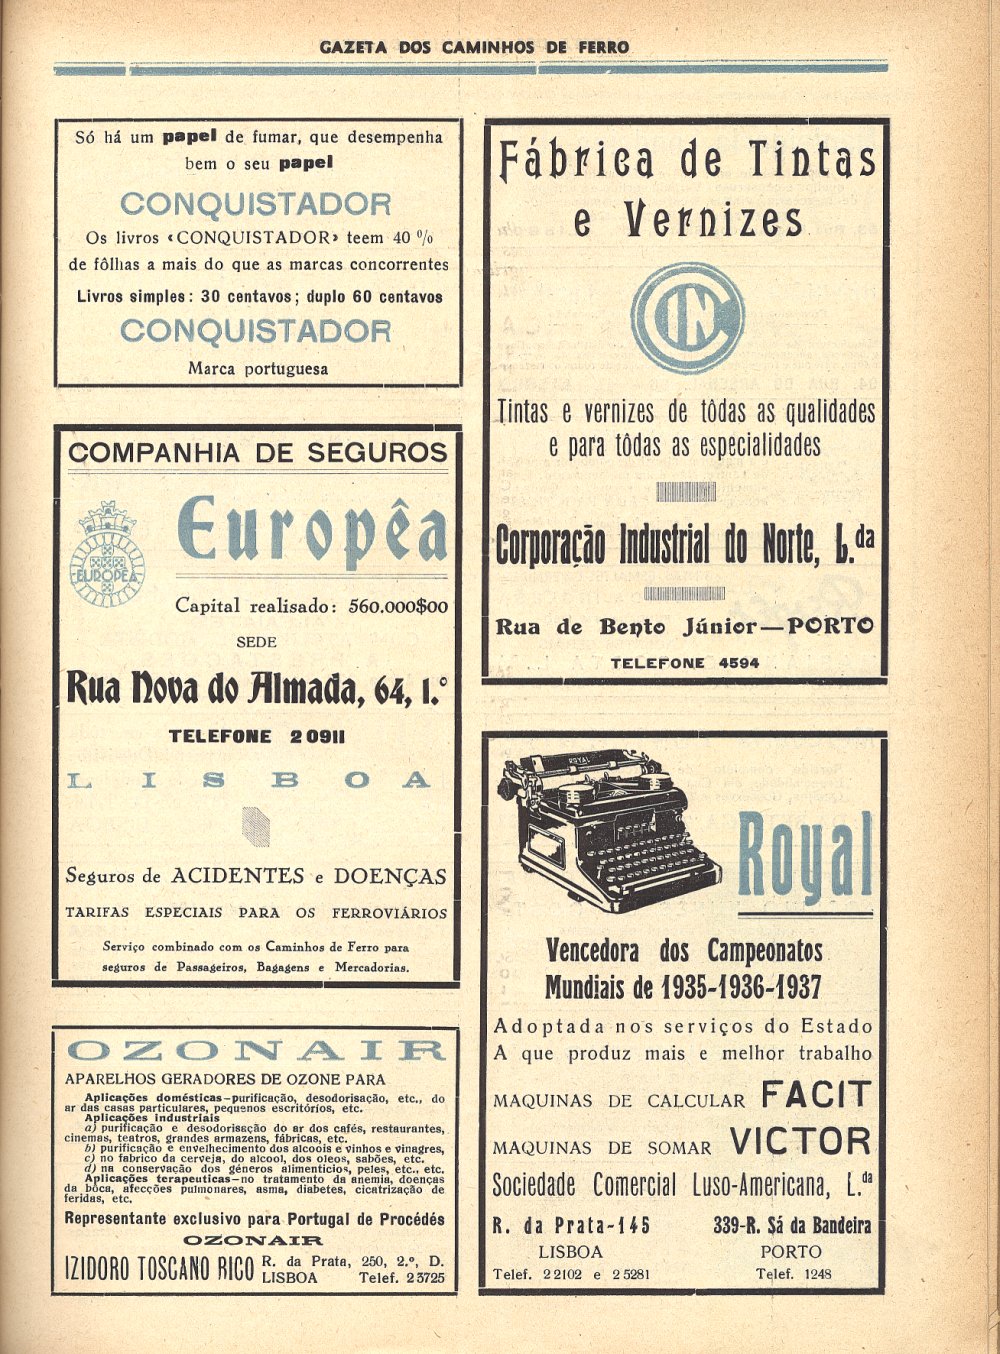 GAZETA DOS CAMINHOS DE FERRO
Só há um papel de fumar, que desempenha
bem o seu papel
CONQUISTADOR
Os livros «CONQUISTADOR» teem 40 %
de fôlhas a mais do que as marcas concorrentes
Livros simples: 30 centavos; duplo 60 centavos
CONQUISTADOR
Marca portuguesa
COMPANHIA DE SEGUROS
Européa
EUROPÊA
Capital realisado: 560.000$00
SEDE
Rua Nova do Almada, 64, 1.º
TELEFONE 20911
LISBOA
Seguros de ACIDENTES e DOENÇAS
TARIFAS ESPECIAIS PARA OS FERROVIÁRIOS
Serviço combinado com os Caminhos de Ferro para
seguros de Passageiros, Bagagens e Mercadorias.
OZONAIR
APARELHOS GERADORES DE OZONE PARA
Aplicações domésticas—purificação, desodorisação, etc., do
ar das casas particulares, pequenos escritórios, etc.
Aplicações industriais
a) purificação e desodorisação do ar dos cafés, restaurantes,
cinemas, teatros, grandes armazens, fábricas, etc.
b) purificação e envelhecimento dos alcoois e vinhos e vinagres,
c) no fabrico da cerveja, do alcool, dos oleos, sabões, etc.
d) na conservação dos géneros alimenticios, peles, etc., etc.
Aplicações terapeuticas—no tratamento da anemia, doenças
da bôca, afecções pulmonares, asma, diabetes, cicatrização de
feridas, etc.
Representante exclusivo para Portugal de Procédés
OZONAIR
IZIDORO TOSCANO RICO R. da Prata, 250, 2.º, D.
LISBOA Telef. 25725
Fábrica de Tintas
e Vernizes
CIN
Tintas e vernizes de tôdas as qualidades
e para tôdas as especialidades
Corporação Industrial do Norte, L.da
Rua de Bento Júnior—PORTO
TELEFONE 4594
ROYAL
Royal
Vencedora dos Campeonatos
Mundiais de 1935-1936-1937
Adoptada nos serviços do Estado
A que produz mais e melhor trabalho
MAQUINAS DE CALCULAR FACIT
MAQUINAS DE SOMAR VICTOR
Sociedade Comercial Luso-Americana, L.da
R. da Prata-145 339-R. Sá da Bandeira
LISBOA PORTO
Telef. 22102 e 25281 Telef. 1248